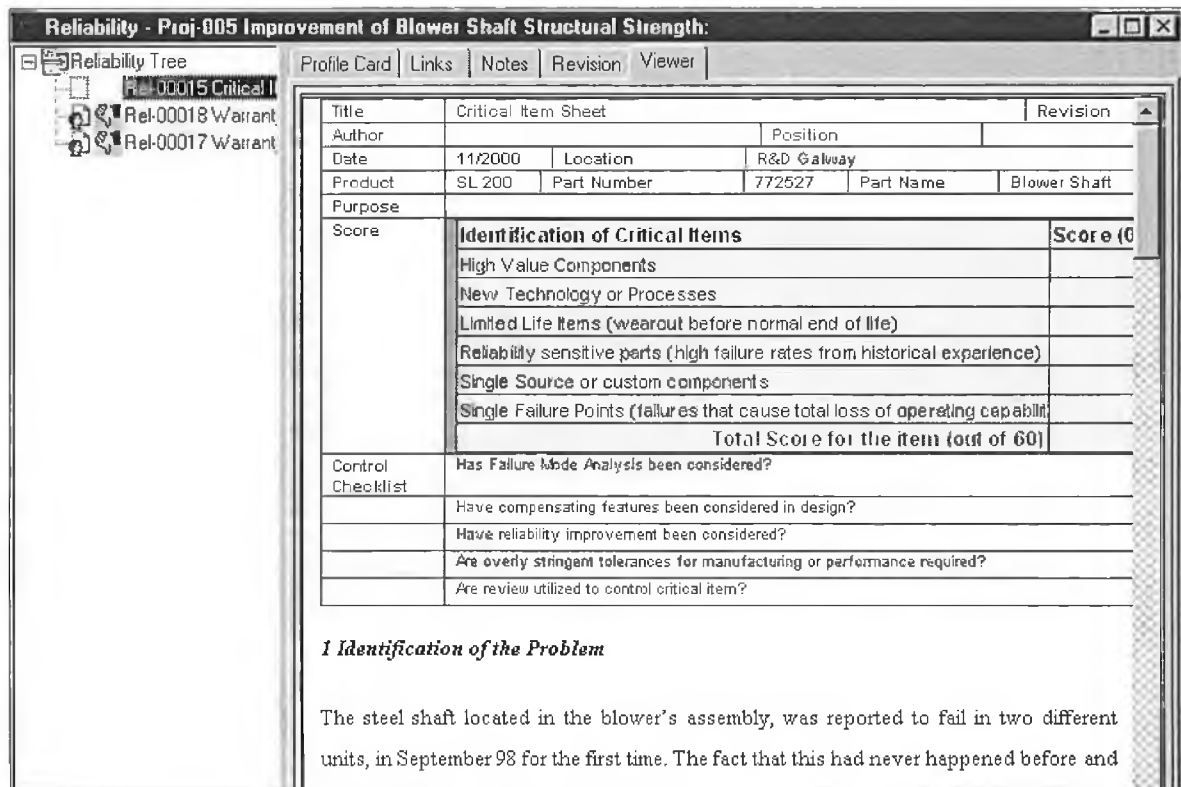 Reliability - Proj-005 Improvement of Blower Shaft Structural Strength:
Reliability Tree
Rel-00015 Critical I
Rel-00018 Warrant
Rel-00017 Warrant
Profile Card Links Notes Revision Viewer
Title Critical Item Sheet Revision
Author Position
Date 11/2000 Location R&D Galway
Product SL 200 Part Number 772527 Part Name Blower Shaft
Purpose
Score Identification of Critical Items Score (0
High Value Components
New Technology or Processes
Limited Life Items (wearout before normal end of life)
Reliability sensitive parts (high failure rates from historical experience)
Single Source or custom components
Single Failure Points (failures that cause total loss of operating capabilit
Total Score for the item (out of 60)
Control Has Failure Mode Analysis been considered?
Checklist
Have compensating features been considered in design?
Have reliability improvement been considered?
Are overly stringent tolerances for manufacturing or performance required?
Are review utilized to control critical item?
1 Identification of the Problem
The steel shaft located in the blower's assembly, was reported to fail in two different
units, in September 98 for the first time. The fact that this had never happened before and